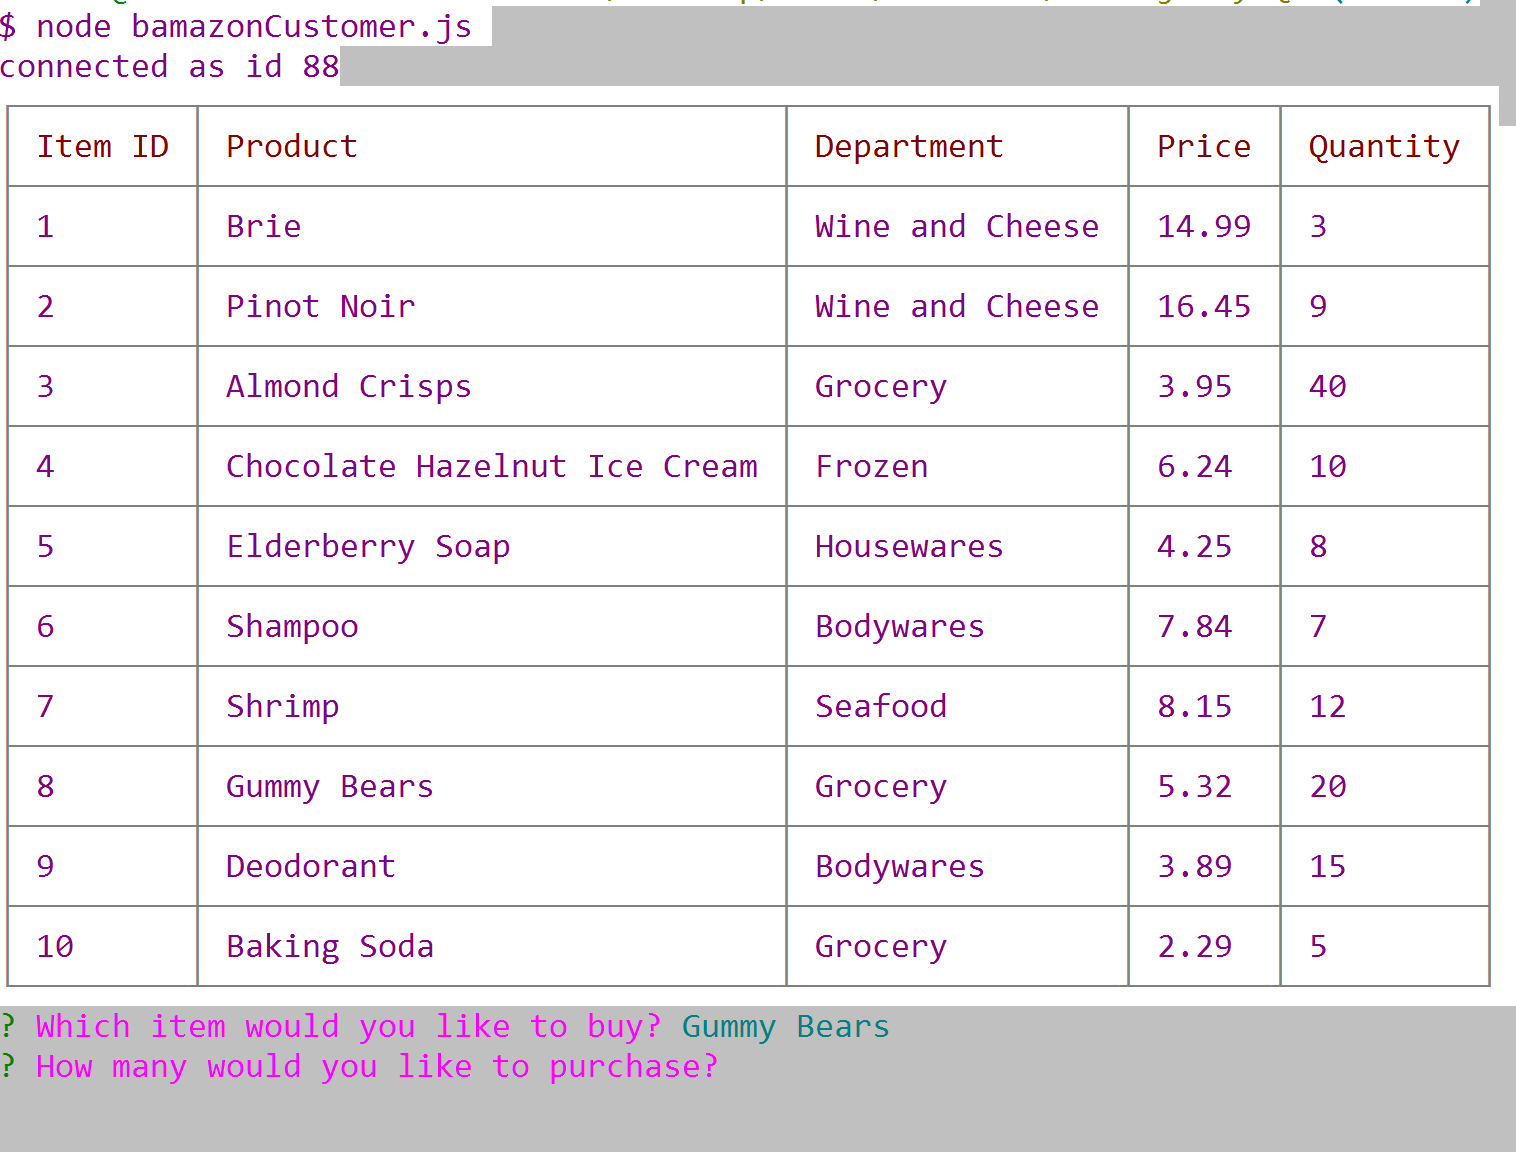 $ node bamazonCustomer.js
connected as id 88
Item ID Product Department Price Quantity
1 Brie Wine and Cheese 14.99 3
2 Pinot Noir Wine and Cheese 16.45 9
3 Almond Crisps Grocery 3.95 40
4 Chocolate Hazelnut Ice Cream Frozen 6.24 10
5 Elderberry Soap Housewares 4.25 8
6 Shampoo Bodywares 7.84 7
7 Shrimp Seafood 8.15 12
8 Gummy Bears Grocery 5.32 20
9 Deodorant Bodywares 3.89 15
10 Baking Soda Grocery 2.29 5
? Which item would you like to buy? Gummy Bears
? How many would you like to purchase?